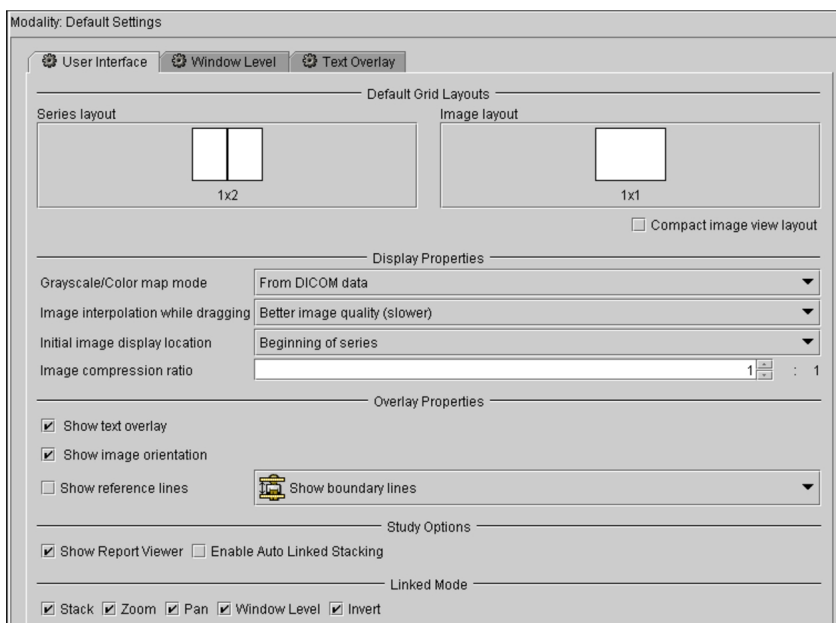 Modality: Default Settings
User Interface Window Level Text Overlay
Default Grid Layouts
Series layout Image layout
1x2 1x1
Compact image view layout
Display Properties
Grayscale/Color map mode From DICOM data
Image interpolation while dragging Better image quality (slower)
Initial image display location Beginning of series
Image compression ratio 1 : 1
Overlay Properties
Show text overlay
Show image orientation
Show reference lines Show boundary lines
Study Options
Show Report Viewer Enable Auto Linked Stacking
Linked Mode
Stack Zoom Pan Window Level Invert